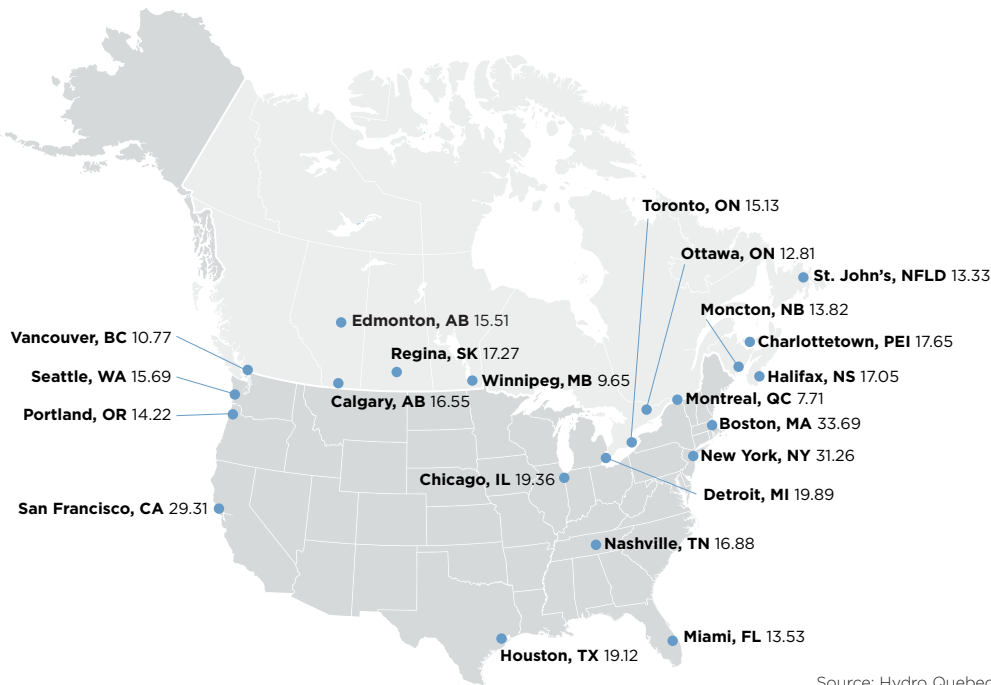 Toronto, ON 15.13
Ottawa, ON 12.81
St. John’s, NFLD 13.33
Moncton, NB 13.82
Edmonton, AB 15.51
Vancouver, BC 10.77
Charlottetown, PEI 17.65
Regina, SK 17.27
Seattle, WA 15.69
Winnipeg, MB 9.65
Halifax, NS 17.05
Calgary, AB 16.55
Montreal, QC 7.71
Portland, OR 14.22
Boston, MA 33.69
New York, NY 31.26
Chicago, IL 19.36
Detroit, MI 19.89
San Francisco, CA 29.31
Nashville, TN 16.88
Miami, FL 13.53
Houston, TX 19.12
Source: Hydro Quebec